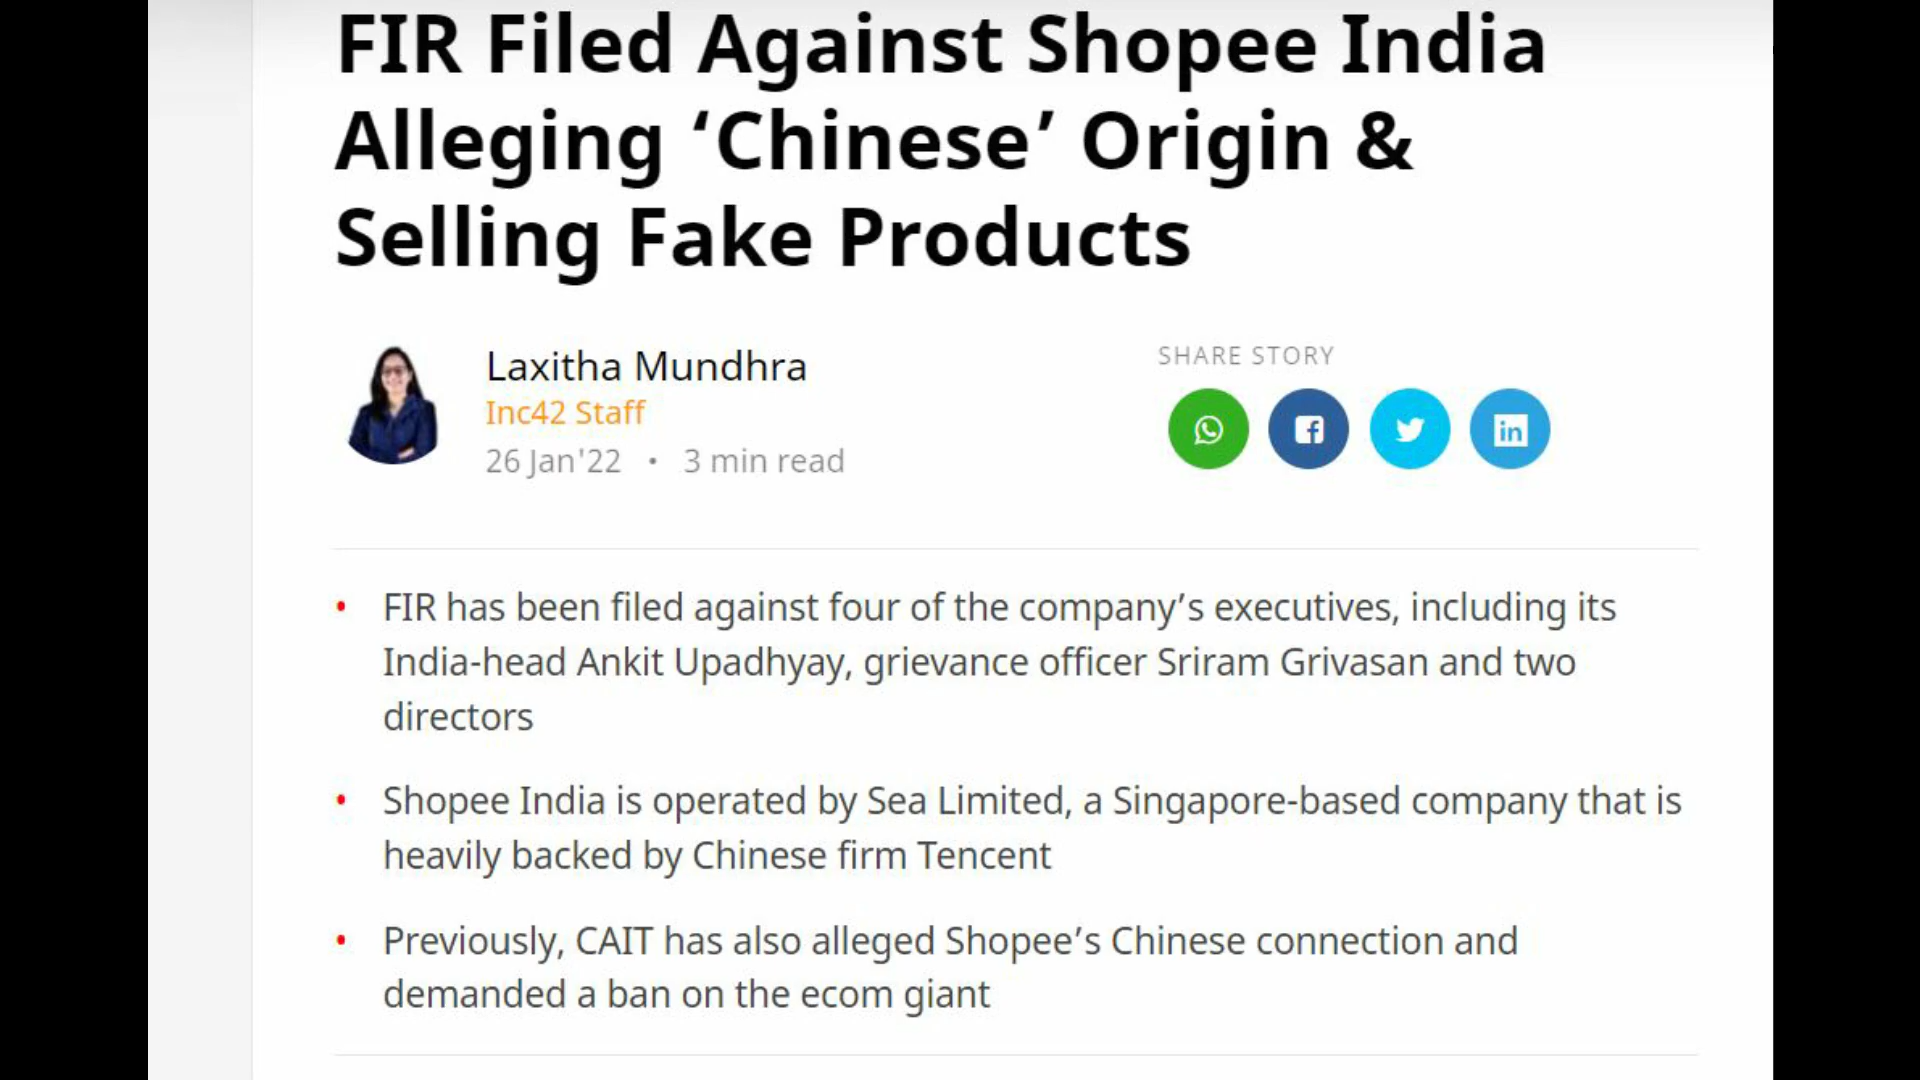 FIR Filed Against Shopee India
Alleging ‘Chinese’ Origin &
Selling Fake Products
Laxitha Mundhra
Inc42 Staff
26 Jan'22 • 3 min read
SHARE STORY
in
• FIR has been filed against four of the company’s executives, including its
India-head Ankit Upadhyay, grievance officer Sriram Grivasan and two
directors
• Shopee India is operated by Sea Limited, a Singapore-based company that is
heavily backed by Chinese firm Tencent
• Previously, CAIT has also alleged Shopee’s Chinese connection and
demanded a ban on the ecom giant